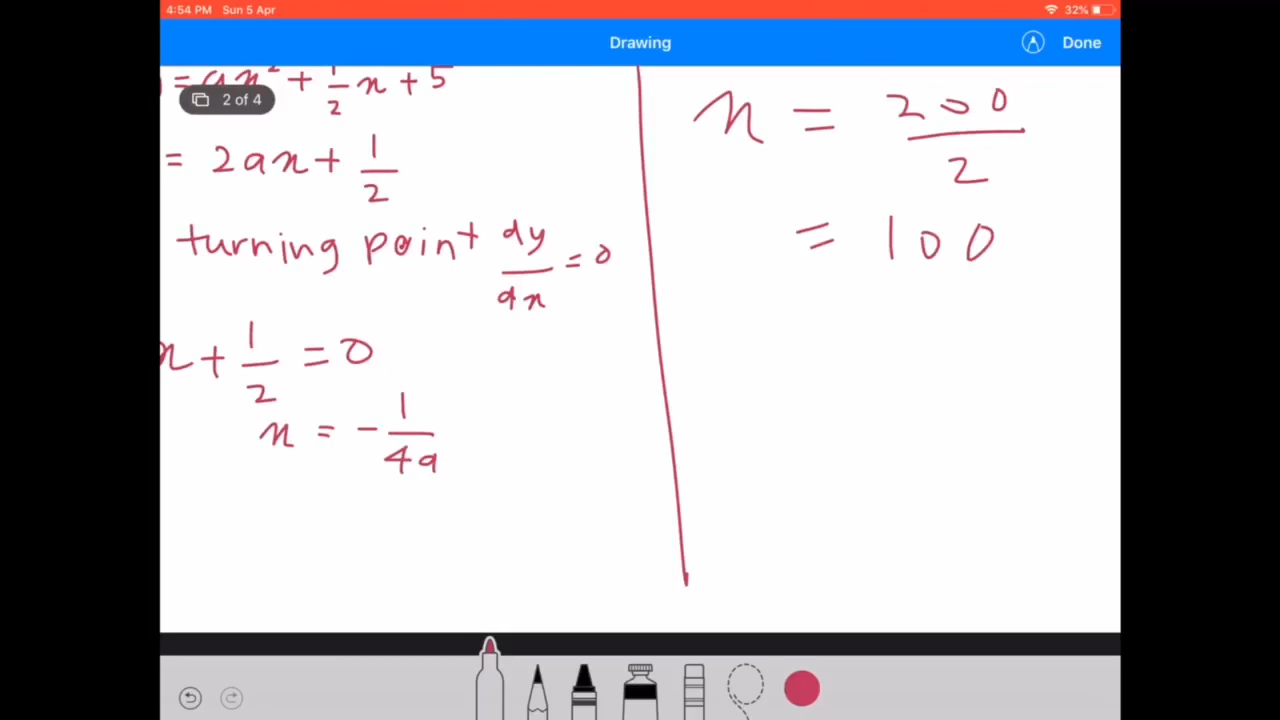 4:54 PM Sun 5 Apr 32%
Drawing Done
2 of 4
= ax² + 1/2 x + 5
= 2ax + 1/2
turning point dy/dx = 0
x + 1/2 = 0
x = - 1/4a
x = 200/2
= 100